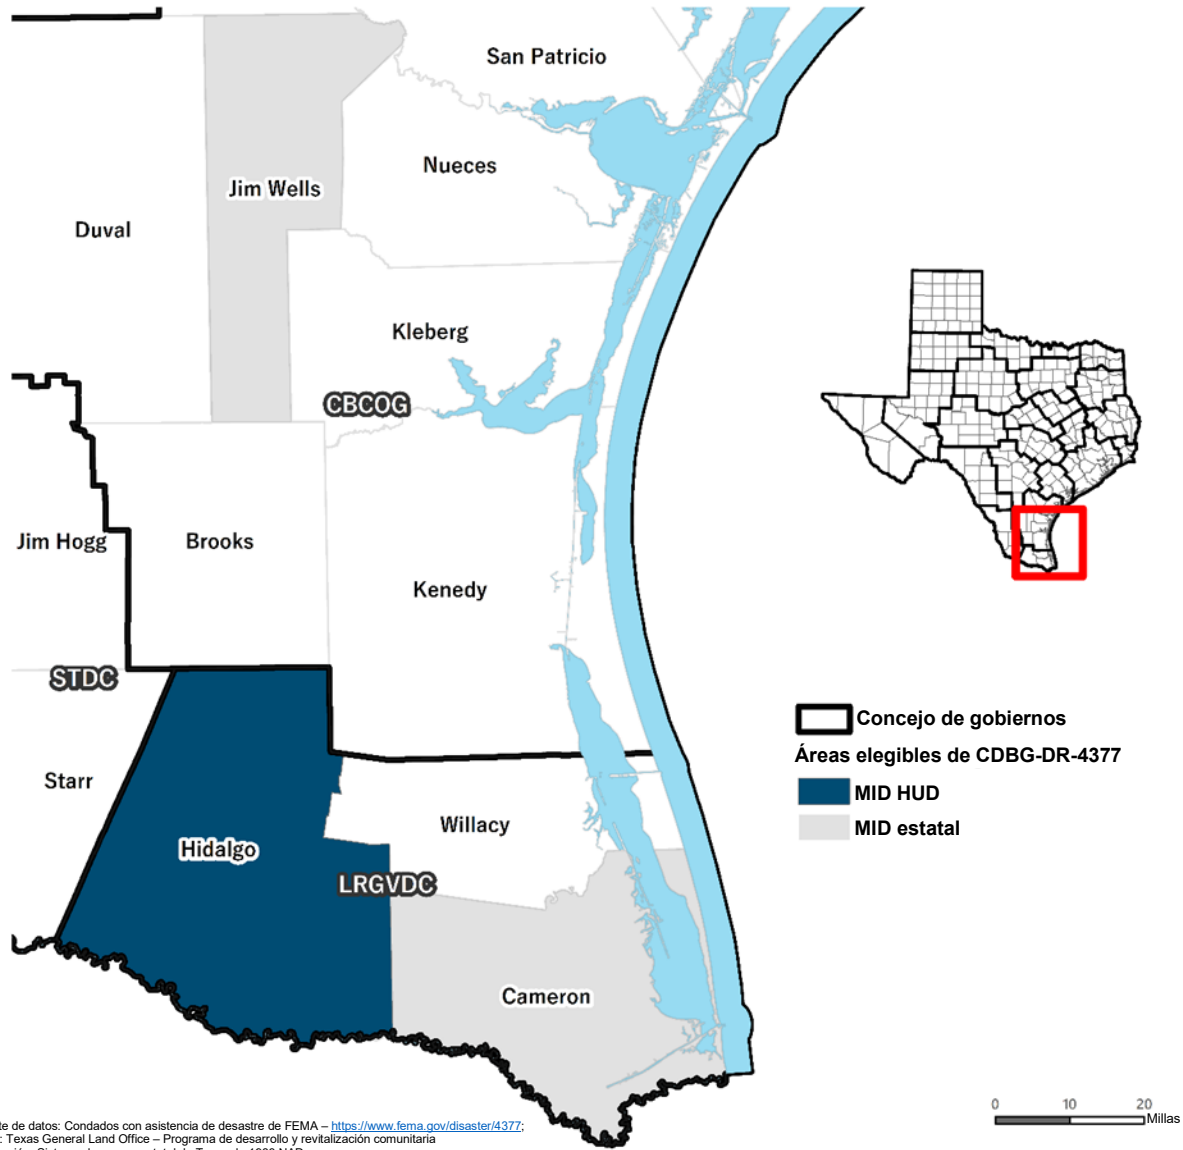 San Patricio
Nueces
Jim Wells
Duval
Kleberg
CBCOG
Jim Hogg
Brooks
Kenedy
STDC
Concejo de gobiernos
Áreas elegibles de CDBG-DR-4377
Starr
MID HUD
Willacy
MID estatal
Hidalgo
LRGVDC
Cameron
0 10 20
Millas
te de datos: Condados con asistencia de desastre de FEMA – https://www.fema.gov/disaster/4377;
: Texas General Land Office – Programa de desarrollo y revitalización comunitaria